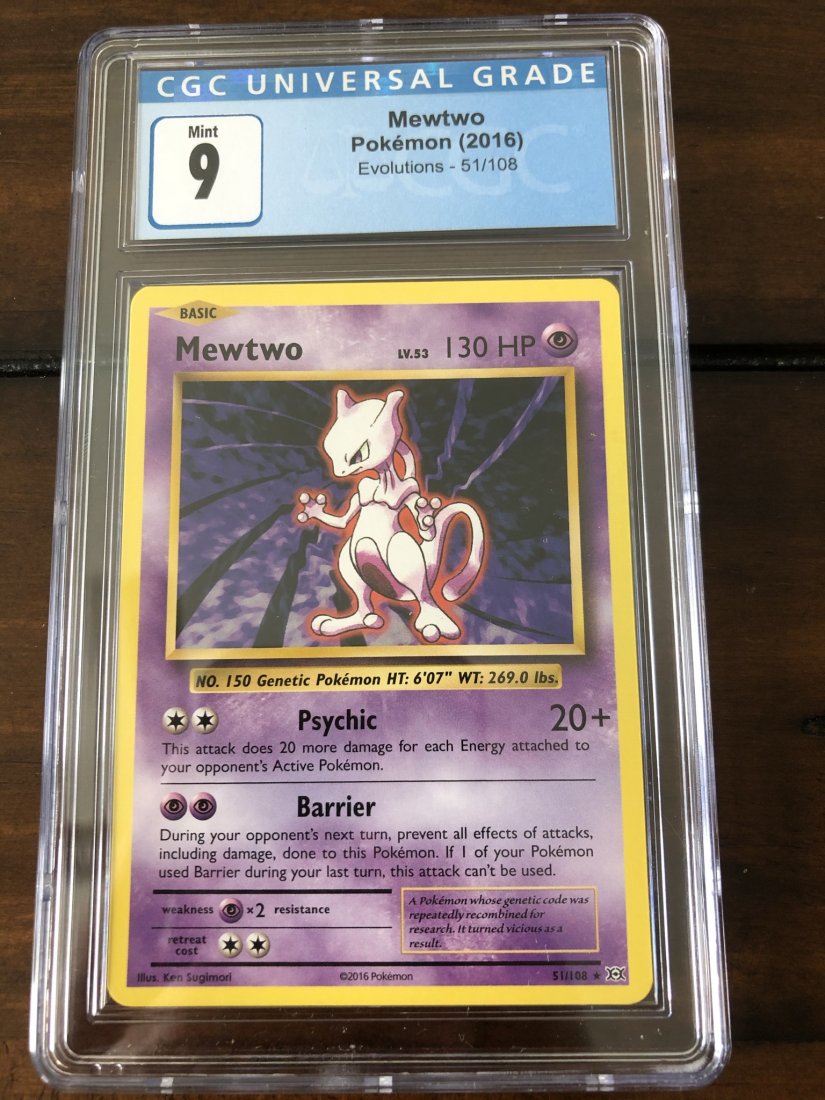 CGC UNIVERSAL GRADE
Mint
9
Mewtwo
Pokémon (2016)
Evolutions - 51/108
CGC
BASIC
Mewtwo LV.53 130 HP
NO. 150 Genetic Pokémon HT: 6'07" WT: 269.0 lbs.
Psychic 20+
This attack does 20 more damage for each Energy attached to
your opponent's Active Pokémon.
Barrier
During your opponent's next turn, prevent all effects of attacks,
including damage, done to this Pokémon. If 1 of your Pokémon
used Barrier during your last turn, this attack can't be used.
weakness ×2 resistance
retreat
cost
A Pokémon whose genetic code was
repeatedly recombined for
research. It turned vicious as a
result.
Illus. Ken Sugimori ©2016 Pokémon 51/108 ★